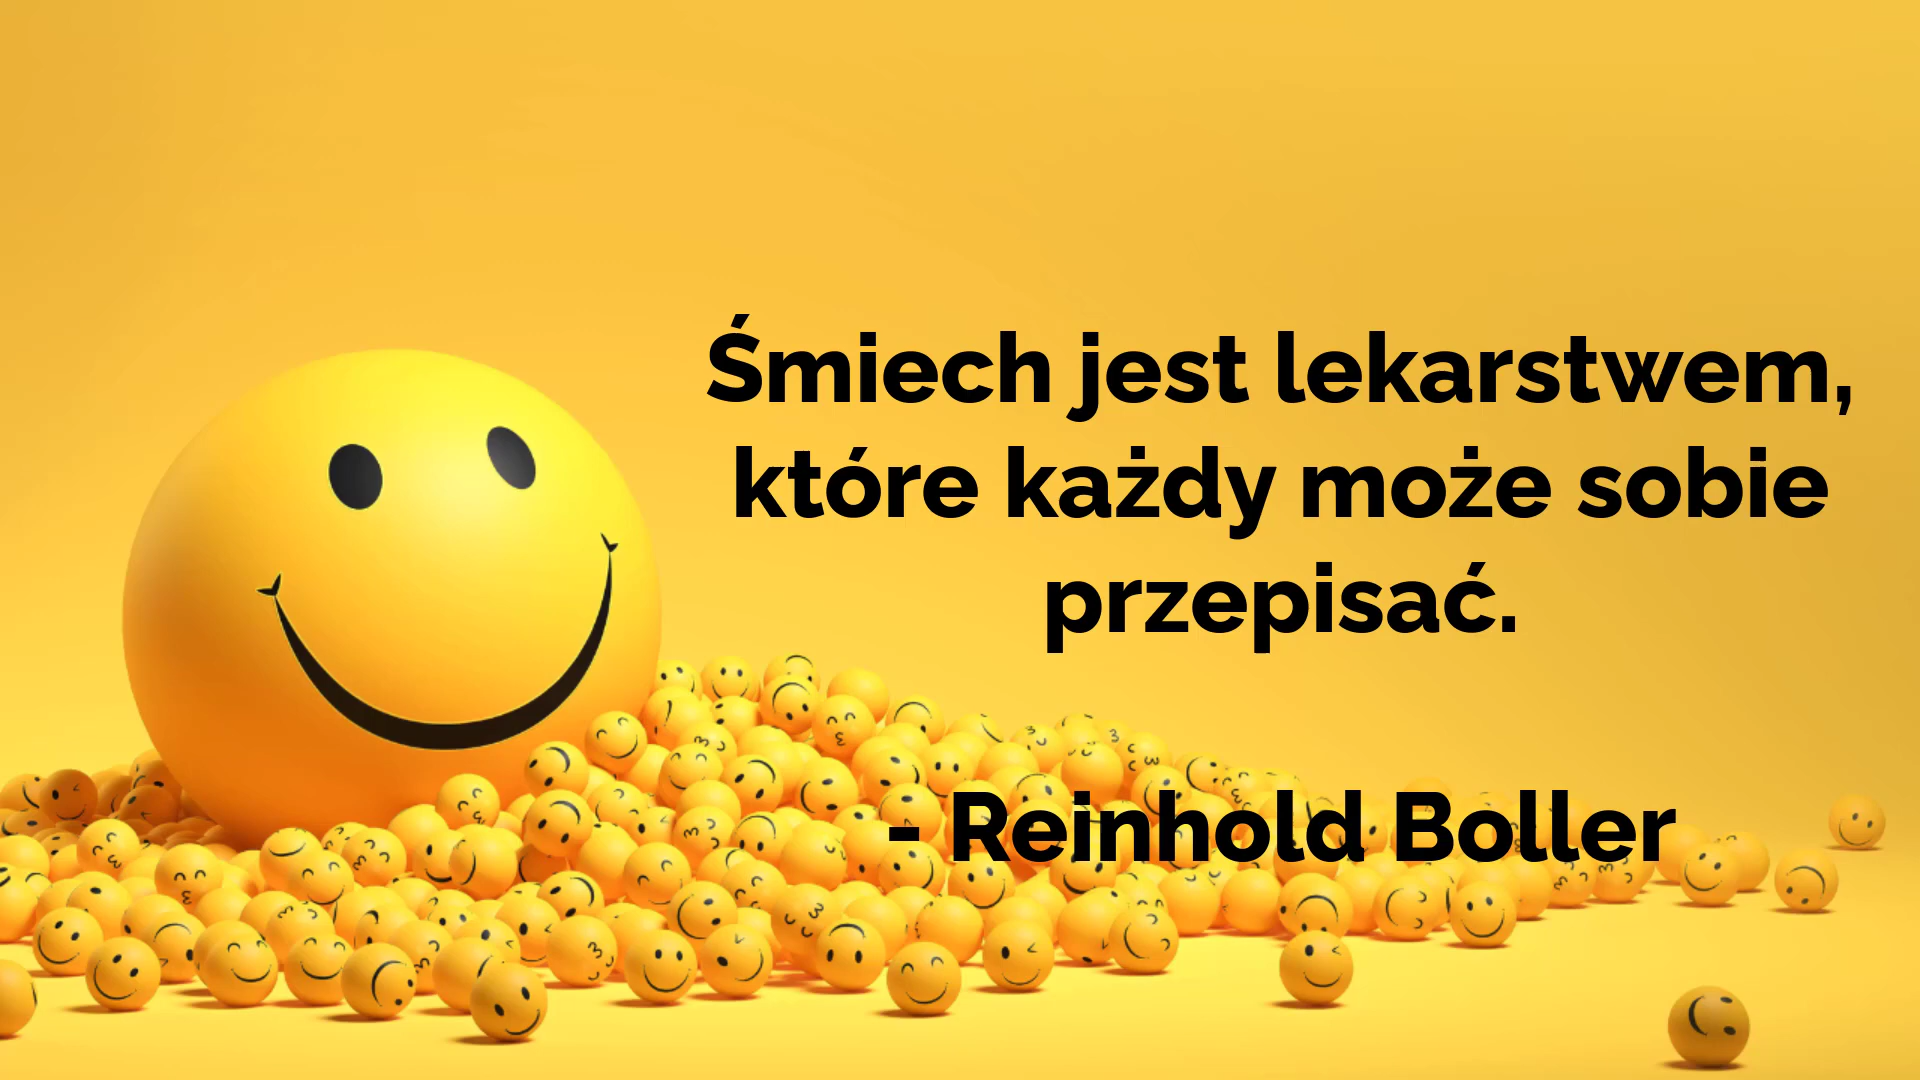 Śmiech jest lekarstwem,
które każdy może sobie
przepisać.
- Reinhold Boller